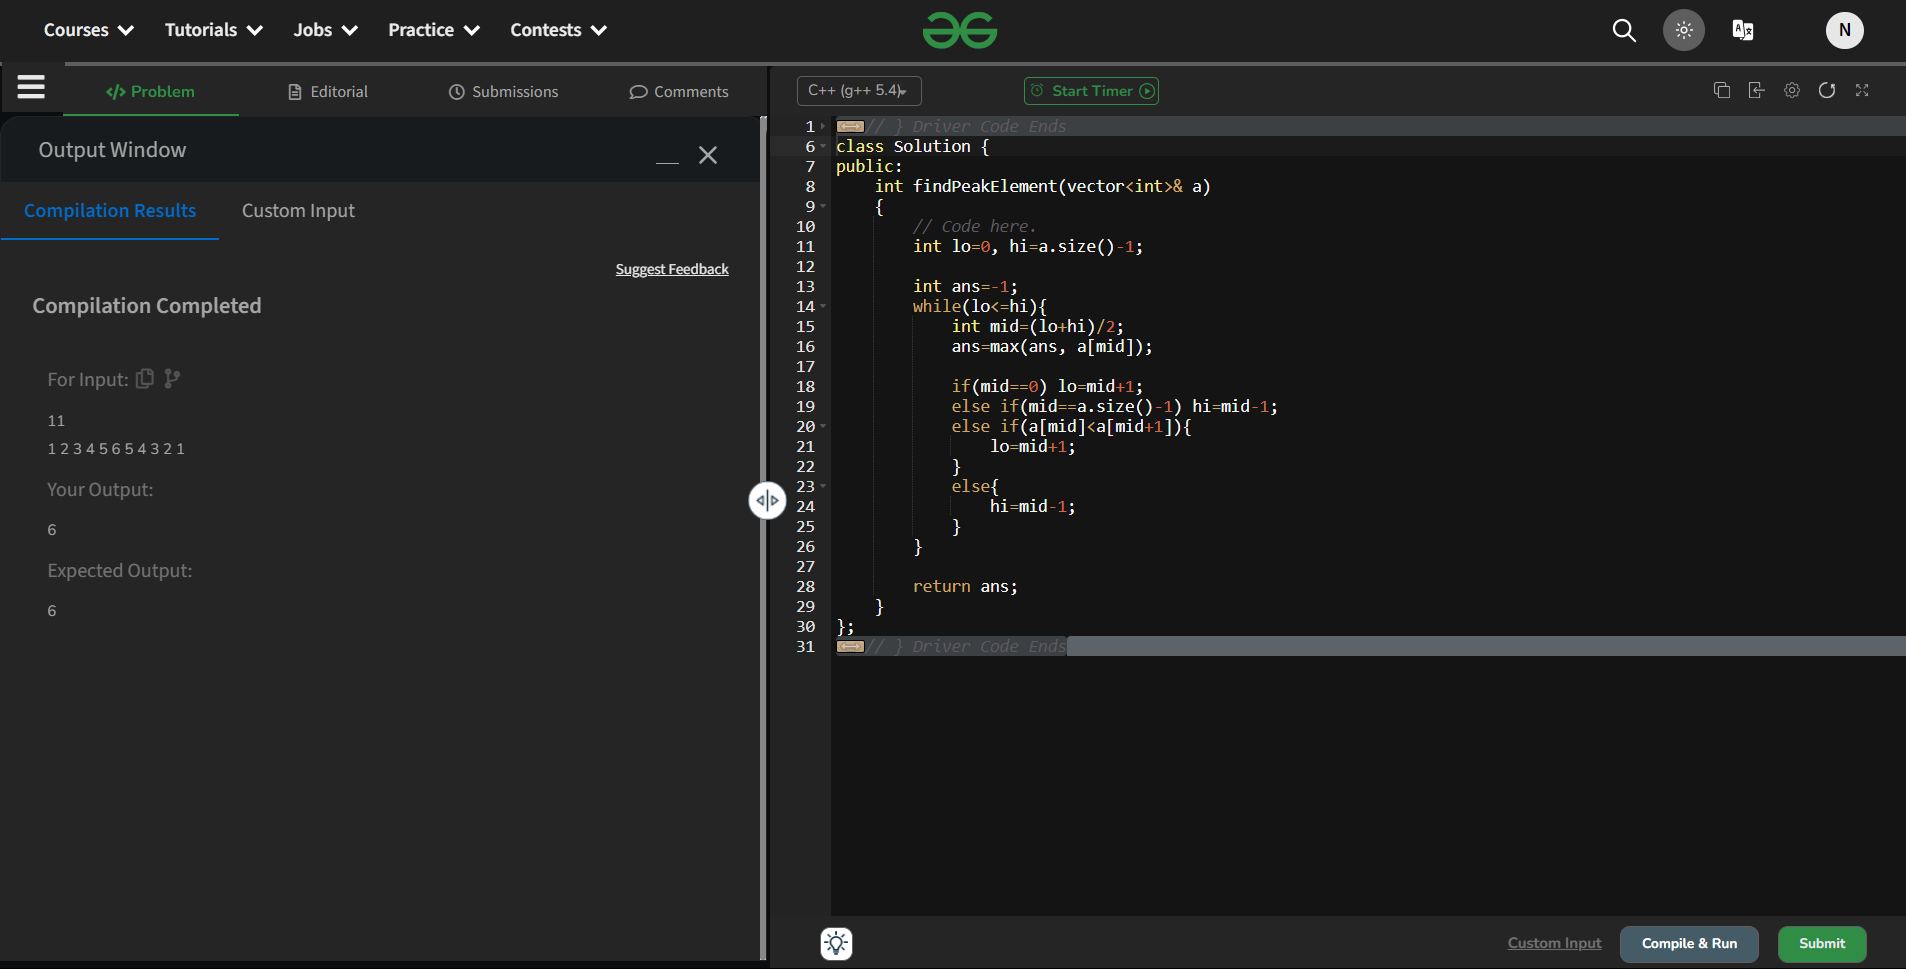 Courses Tutorials Jobs Practice Contests N
</> Problem Editorial Submissions Comments
Output Window
Compilation Results Custom Input
Suggest Feedback
Compilation Completed
For Input:
11
1 2 3 4 5 6 5 4 3 2 1
Your Output:
6
Expected Output:
6
C++ (g++ 5.4) Start Timer
1 // } Driver Code Ends
6 class Solution {
7 public:
8     int findPeakElement(vector<int>& a)
9     {
10         // Code here.
11         int lo=0, hi=a.size()-1;
12
13         int ans=-1;
14         while(lo<=hi){
15             int mid=(lo+hi)/2;
16             ans=max(ans, a[mid]);
17
18             if(mid==0) lo=mid+1;
19             else if(mid==a.size()-1) hi=mid-1;
20             else if(a[mid]<a[mid+1]){
21                 lo=mid+1;
22             }
23             else{
24                 hi=mid-1;
25             }
26         }
27
28         return ans;
29     }
30 };
31 // } Driver Code Ends
Custom Input Compile & Run Submit